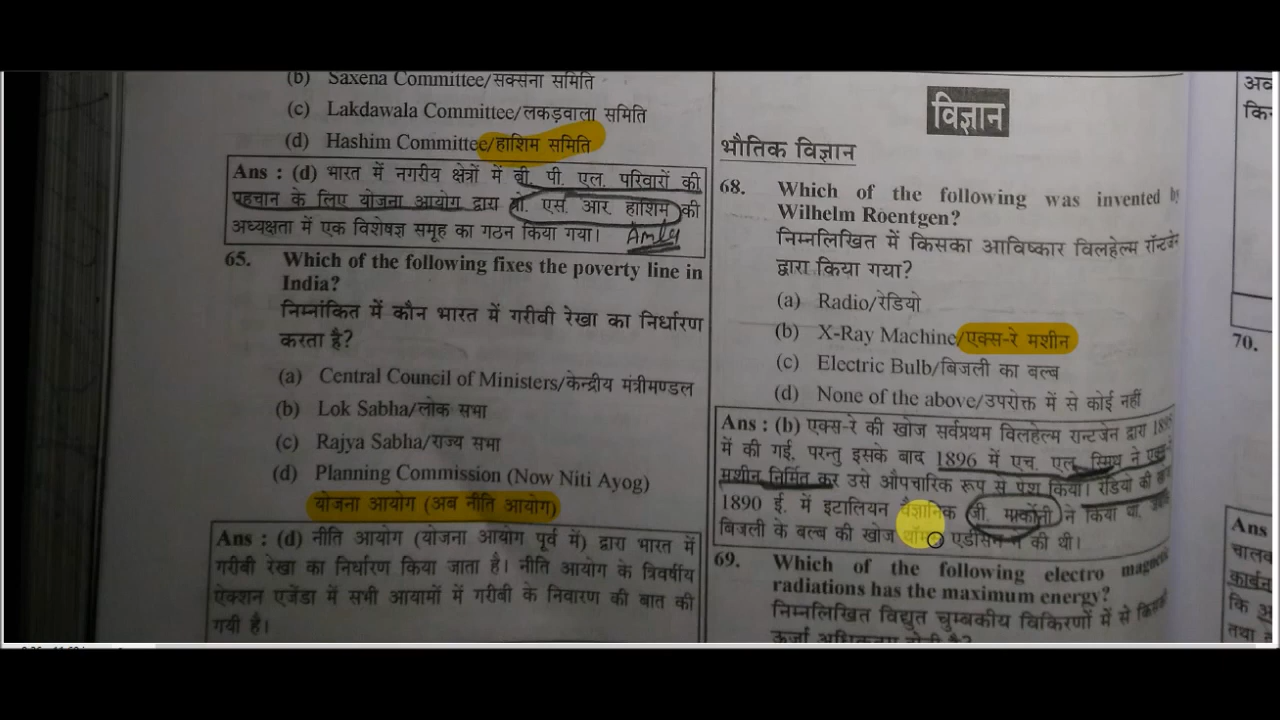 (b) Saxena Committee/सक्सेना समिति
(c) Lakdawala Committee/लकड़वाला समिति
(d) Hashim Committee/हाशिम समिति
Ans : (d) भारत में नगरीय क्षेत्रों में बी. पी. एल. परिवारों की
पहचान के लिए योजना आयोग द्वारा प्रो. एस. आर. हाशिम की
अध्यक्षता में एक विशेषज्ञ समूह का गठन किया गया।
65. Which of the following fixes the poverty line in
India?
निम्नांकित में कौन भारत में गरीबी रेखा का निर्धारण
करता है?
(a) Central Council of Ministers/केन्द्रीय मंत्रीमण्डल
(b) Lok Sabha/लोक सभा
(c) Rajya Sabha/राज्य सभा
(d) Planning Commission (Now Niti Ayog)
योजना आयोग (अब नीति आयोग)
Ans : (d) नीति आयोग (योजना आयोग पूर्व में) द्वारा भारत में
गरीबी रेखा का निर्धारण किया जाता है। नीति आयोग के त्रिवर्षीय
ऐक्शन एजेंडा में सभी आयामों में गरीबी के निवारण की बात की
गयी है।
विज्ञान
भौतिक विज्ञान
68. Which of the following was invented by
Wilhelm Roentgen?
निम्नलिखित में किसका आविष्कार विलहेल्म रॉन्टजेन
द्वारा किया गया?
(a) Radio/रेडियो
(b) X-Ray Machine/एक्स-रे मशीन
(c) Electric Bulb/बिजली का बल्ब
(d) None of the above/उपरोक्त में से कोई नहीं
Ans : (b) एक्स-रे की खोज सर्वप्रथम विलहेल्म रान्टजेन द्वारा 1895
में की गई, परन्तु इसके बाद 1896 में एच. एल. स्मिथ ने एक्स-रे
मशीन निर्मित कर उसे औपचारिक रूप से पेश किया। रेडियो की
1890 ई. में इटालियन वैज्ञानिक जी. मार्कोनी ने किया था,
बिजली के बल्ब की खोज एडीसन ने की थी।
69. Which of the following electro magnetic
radiations has the maximum energy?
निम्नलिखित विद्युत चुम्बकीय विकिरणों में से किसकी
70.
Ans
कि
तथा